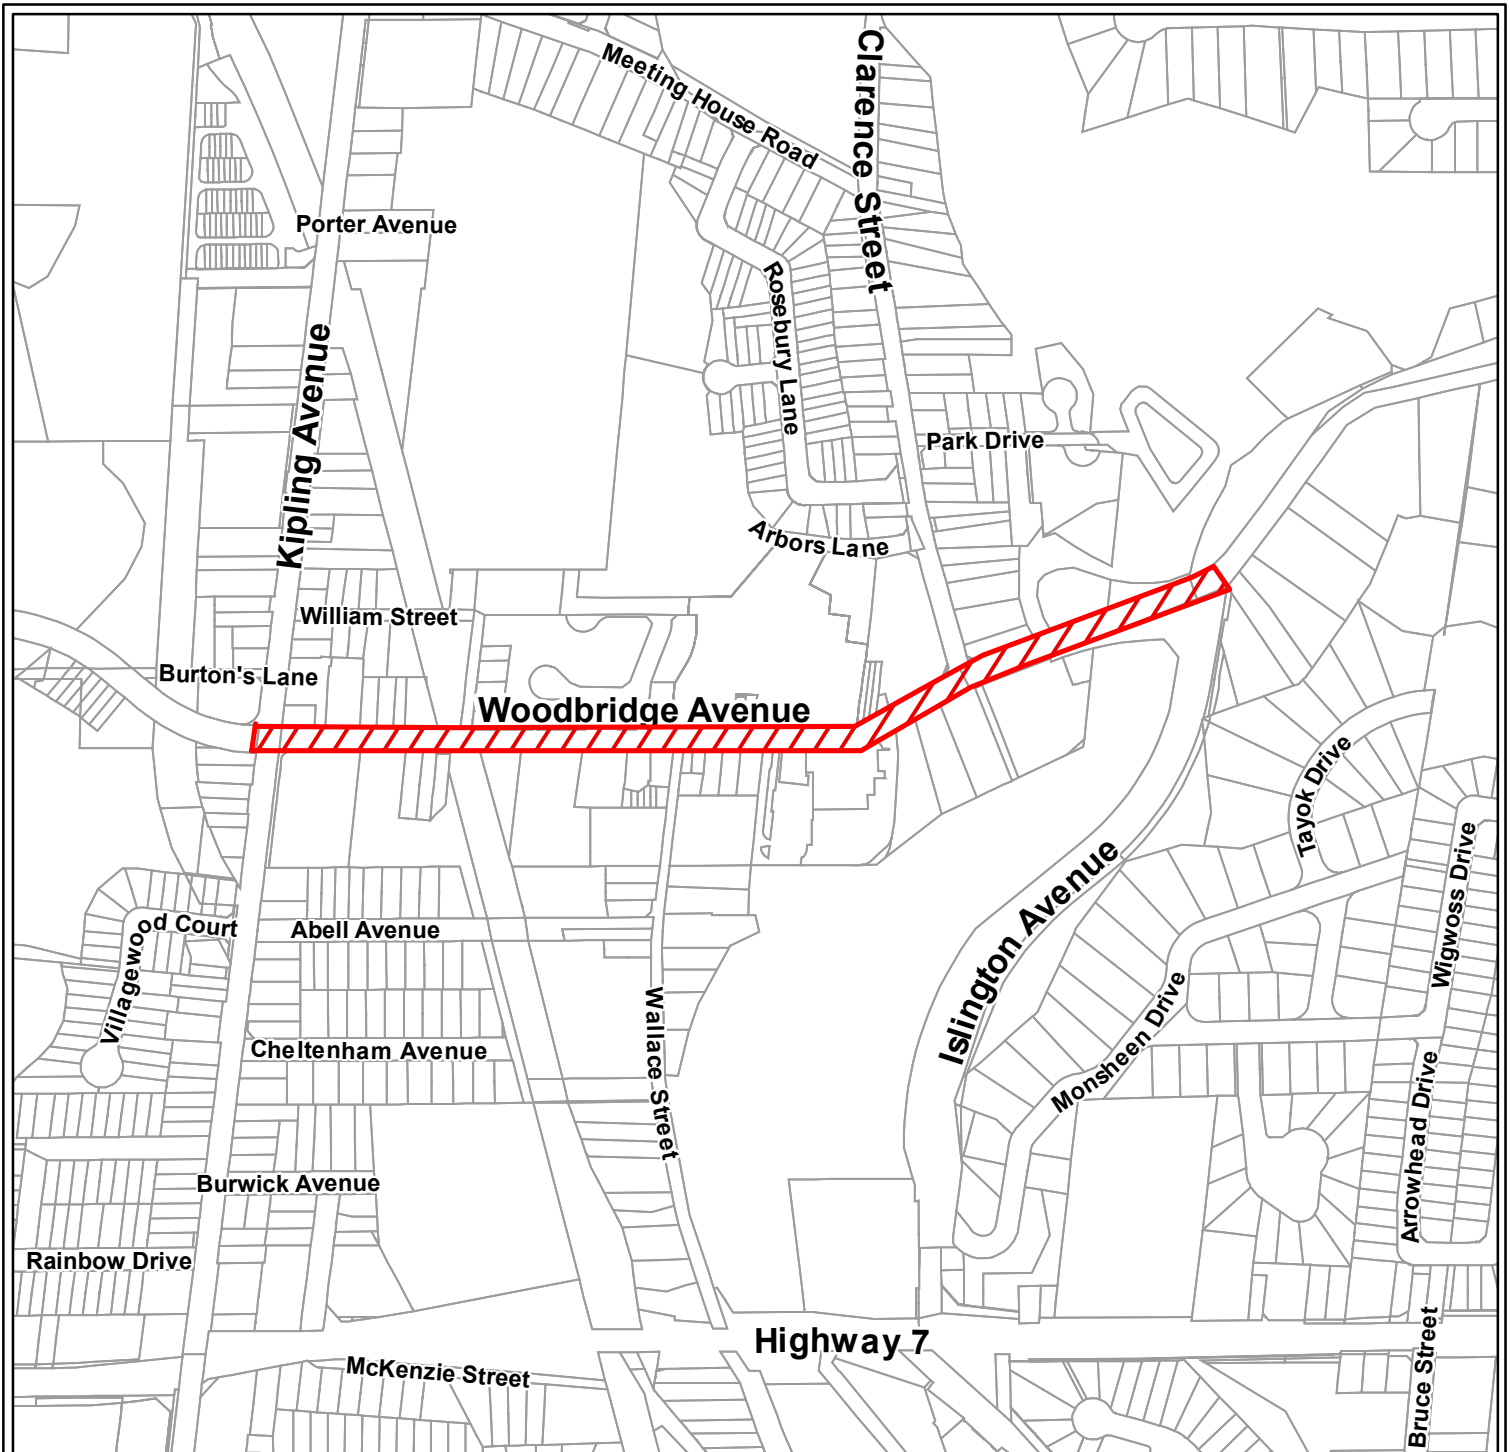 Meeting House Road
Clarence Street
Porter Avenue
Rosebury Lane
Kipling Avenue
Park Drive
Arbors Lane
William Street
Burton's Lane
Woodbridge Avenue
Tayok Drive
Wigwoss Drive
Islington Avenue
Villagewood Court
Abell Avenue
Monsheen Drive
Wallace Street
Cheltenham Avenue
Arrowhead Drive
Burwick Avenue
Rainbow Drive
Highway 7
McKenzie Street
Bruce Street